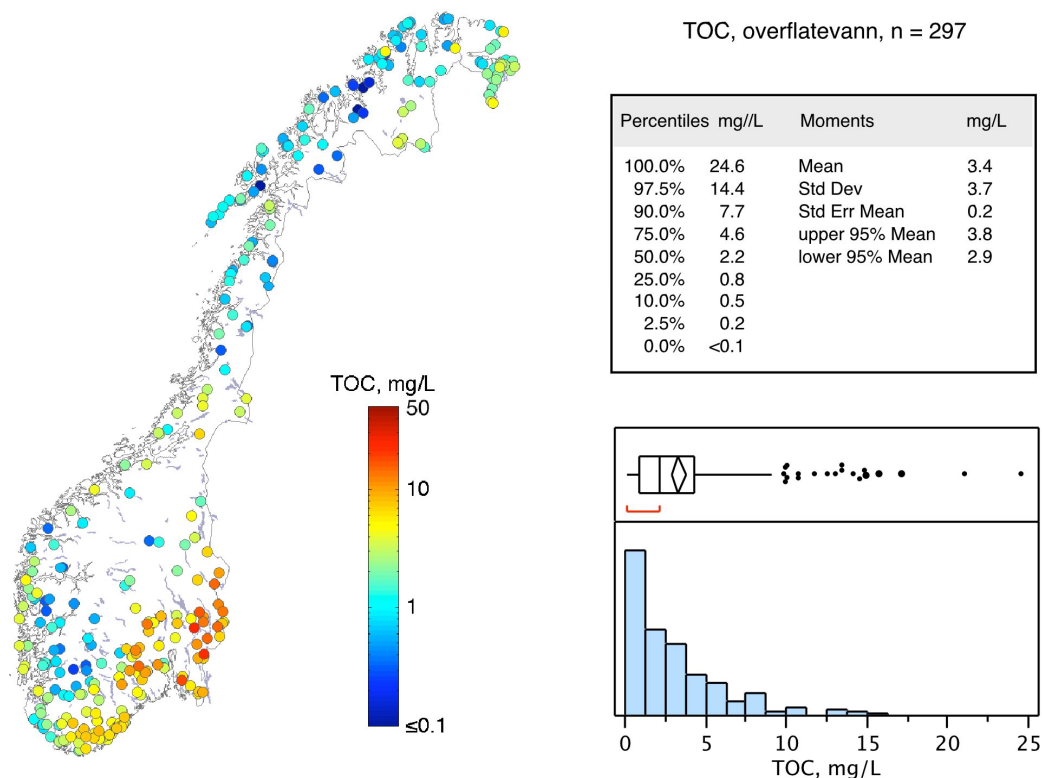 TOC, overflatevann, n = 297
Percentiles mg//L Moments mg/L
100.0% 24.6 Mean 3.4
97.5% 14.4 Std Dev 3.7
90.0% 7.7 Std Err Mean 0.2
75.0% 4.6 upper 95% Mean 3.8
50.0% 2.2 lower 95% Mean 2.9
25.0% 0.8
10.0% 0.5
2.5% 0.2
0.0% <0.1
TOC, mg/L
50
10
1
≤0.1
0 5 10 15 20 25
TOC, mg/L